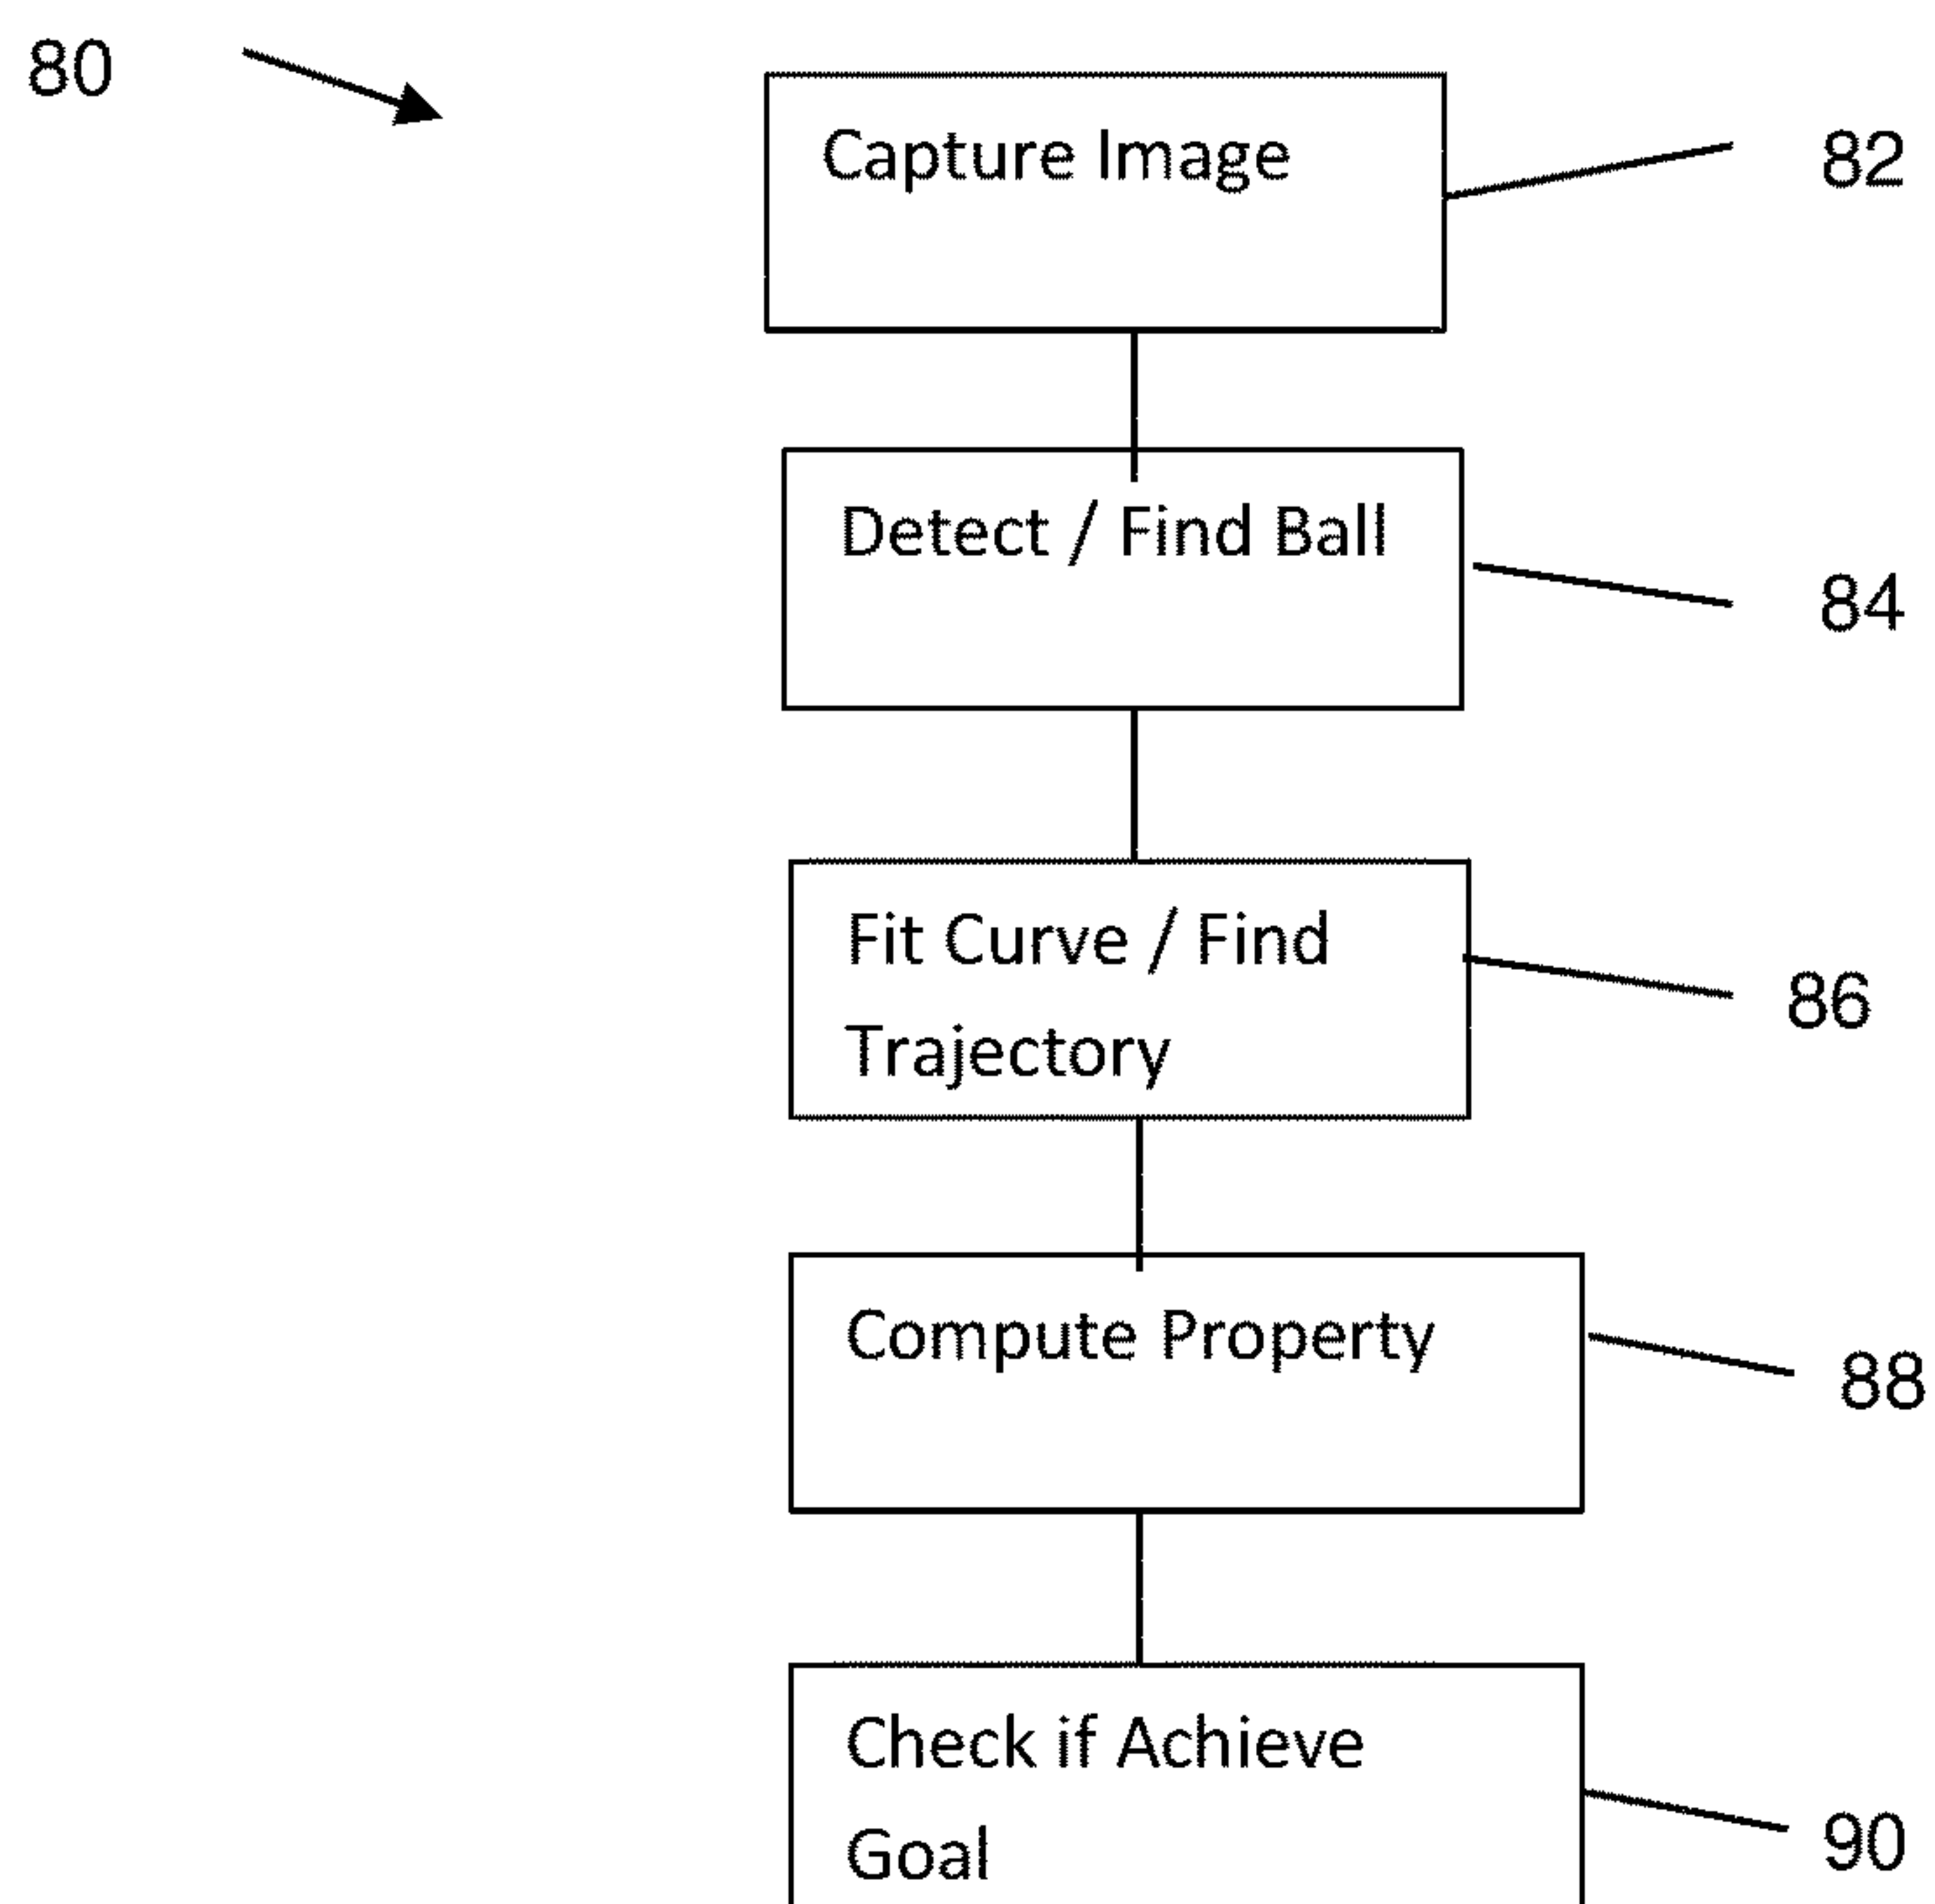 80
Capture Image
82
Detect / Find Ball
84
Fit Curve / Find
Trajectory
86
Compute Property
88
Check if Achieve
Goal
90